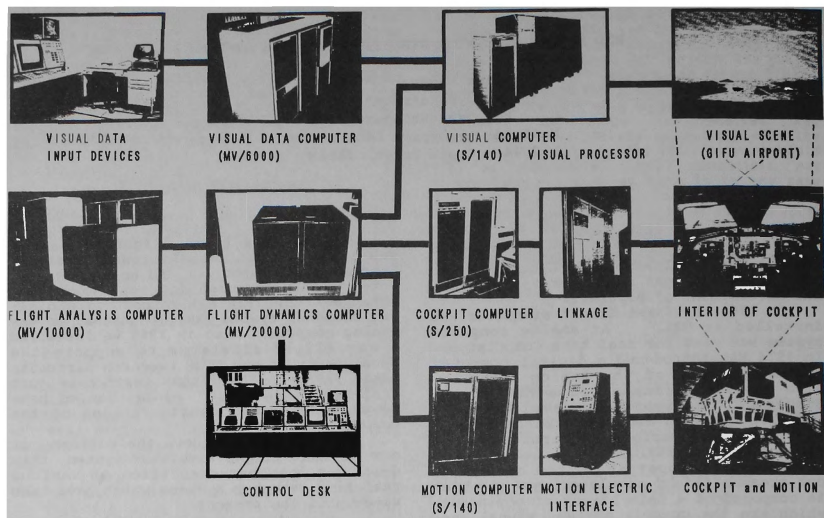 VISUAL DATA
INPUT DEVICES
VISUAL DATA COMPUTER
(MV/6000)
VISUAL COMPUTER
(S/140) VISUAL PROCESSOR
VISUAL SCENE
(GIFU AIRPORT)
FLIGHT ANALYSIS COMPUTER
(MV/10000)
FLIGHT DYNAMICS COMPUTER
(MV/20000)
COCKPIT COMPUTER
(S/250)
LINKAGE
INTERIOR OF COCKPIT
CONTROL DESK
MOTION COMPUTER
(S/140)
MOTION ELECTRIC
INTERFACE
COCKPIT and MOTION